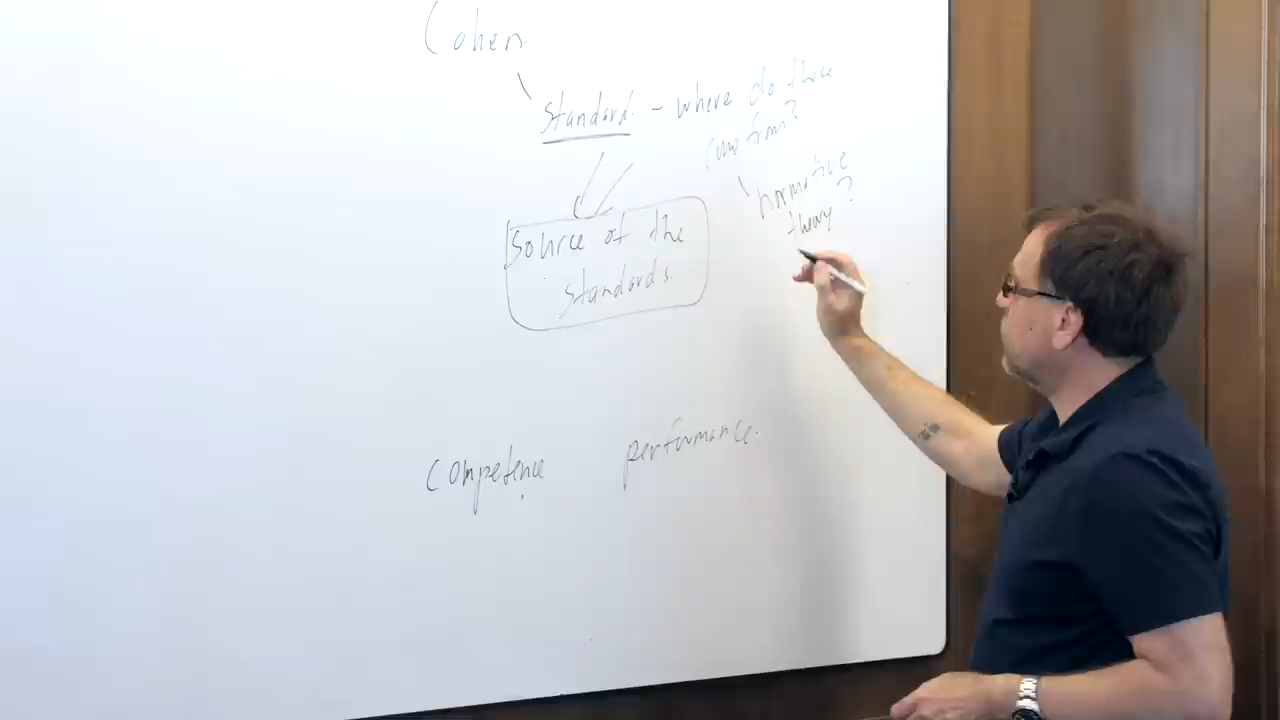 Cohen.
Standard. – where do these
come from?
normative
theory?
Source of the
standards.
Competence performance.